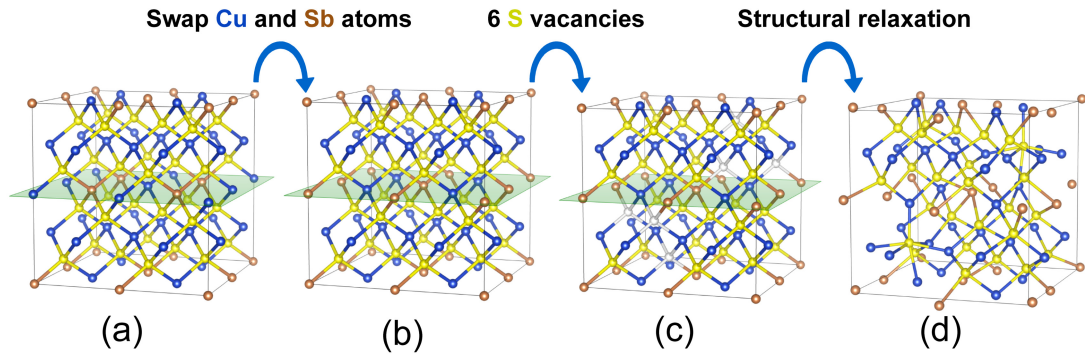 Swap Cu and Sb atoms
6 S vacancies
Structural relaxation
(a)
(b)
(c)
(d)